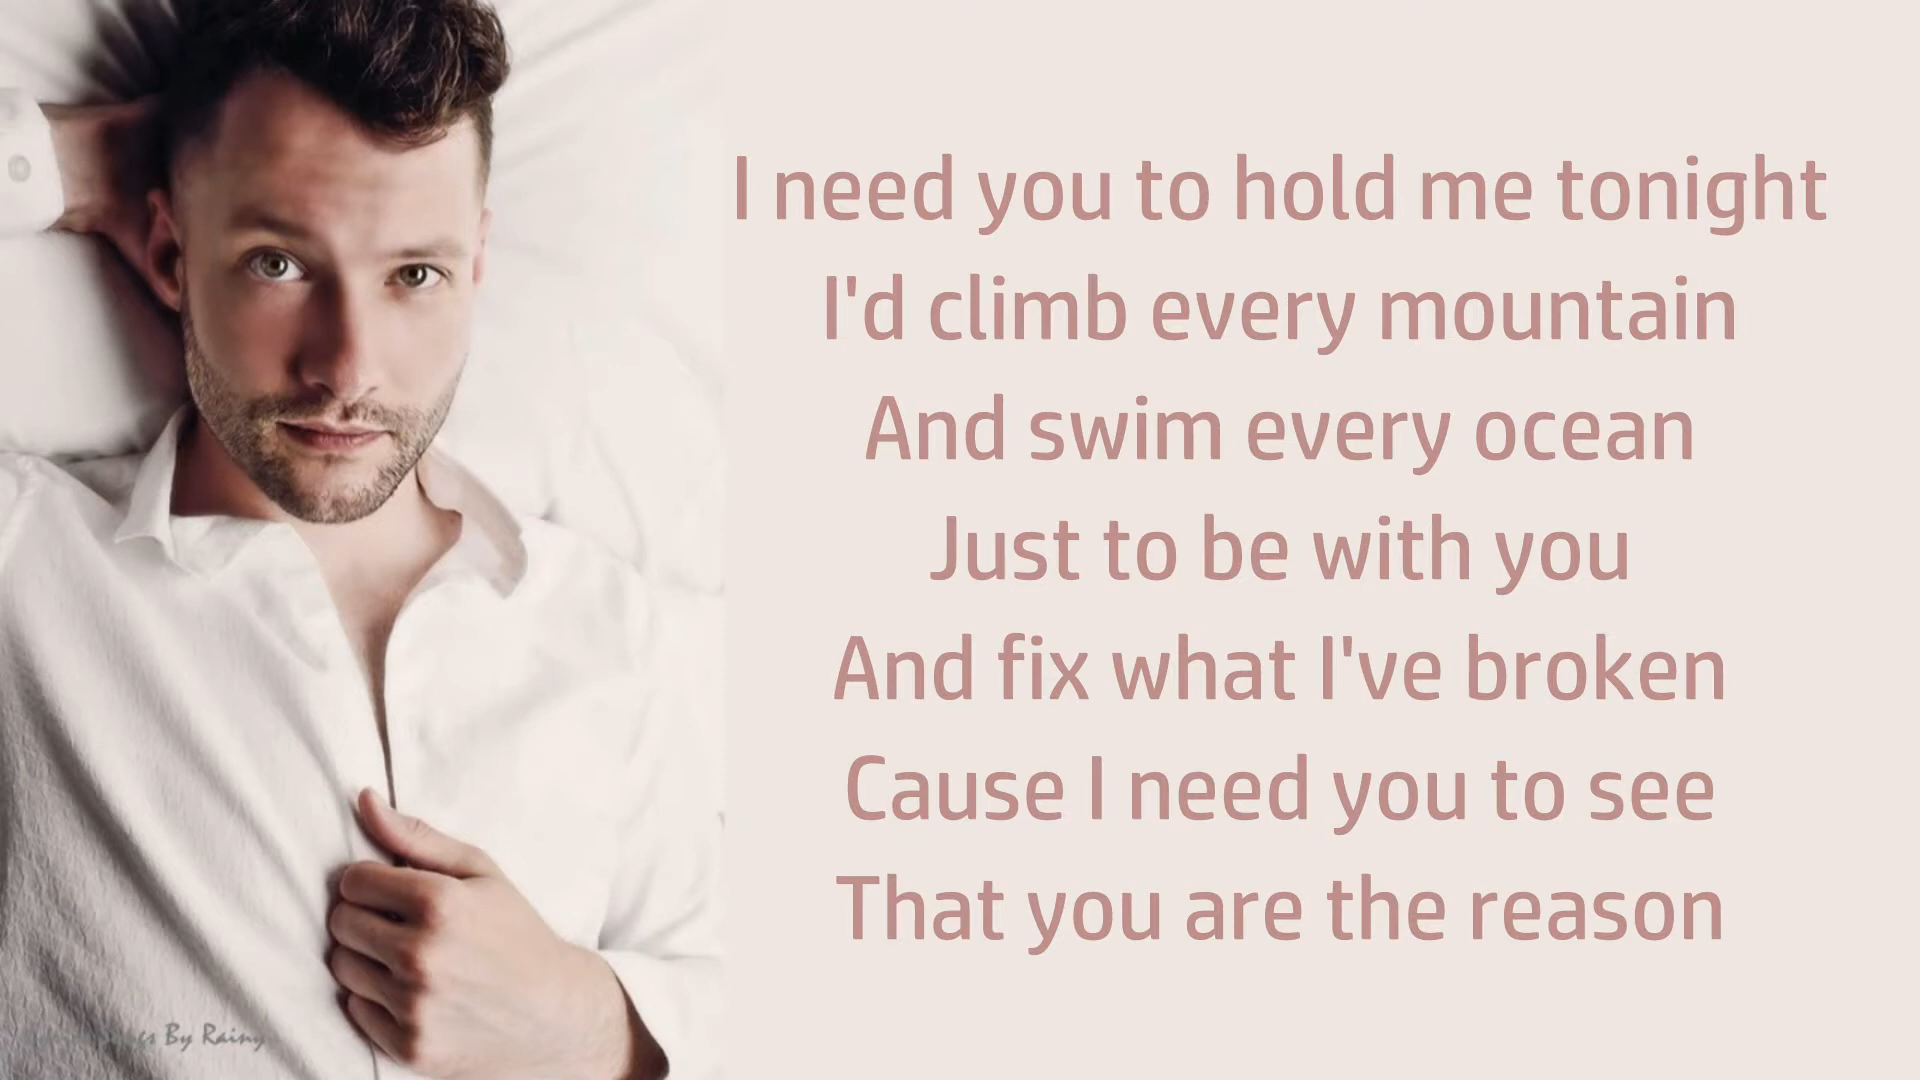 I need you to hold me tonight
I'd climb every mountain
And swim every ocean
Just to be with you
And fix what I've broken
Cause I need you to see
That you are the reason
By Rainy